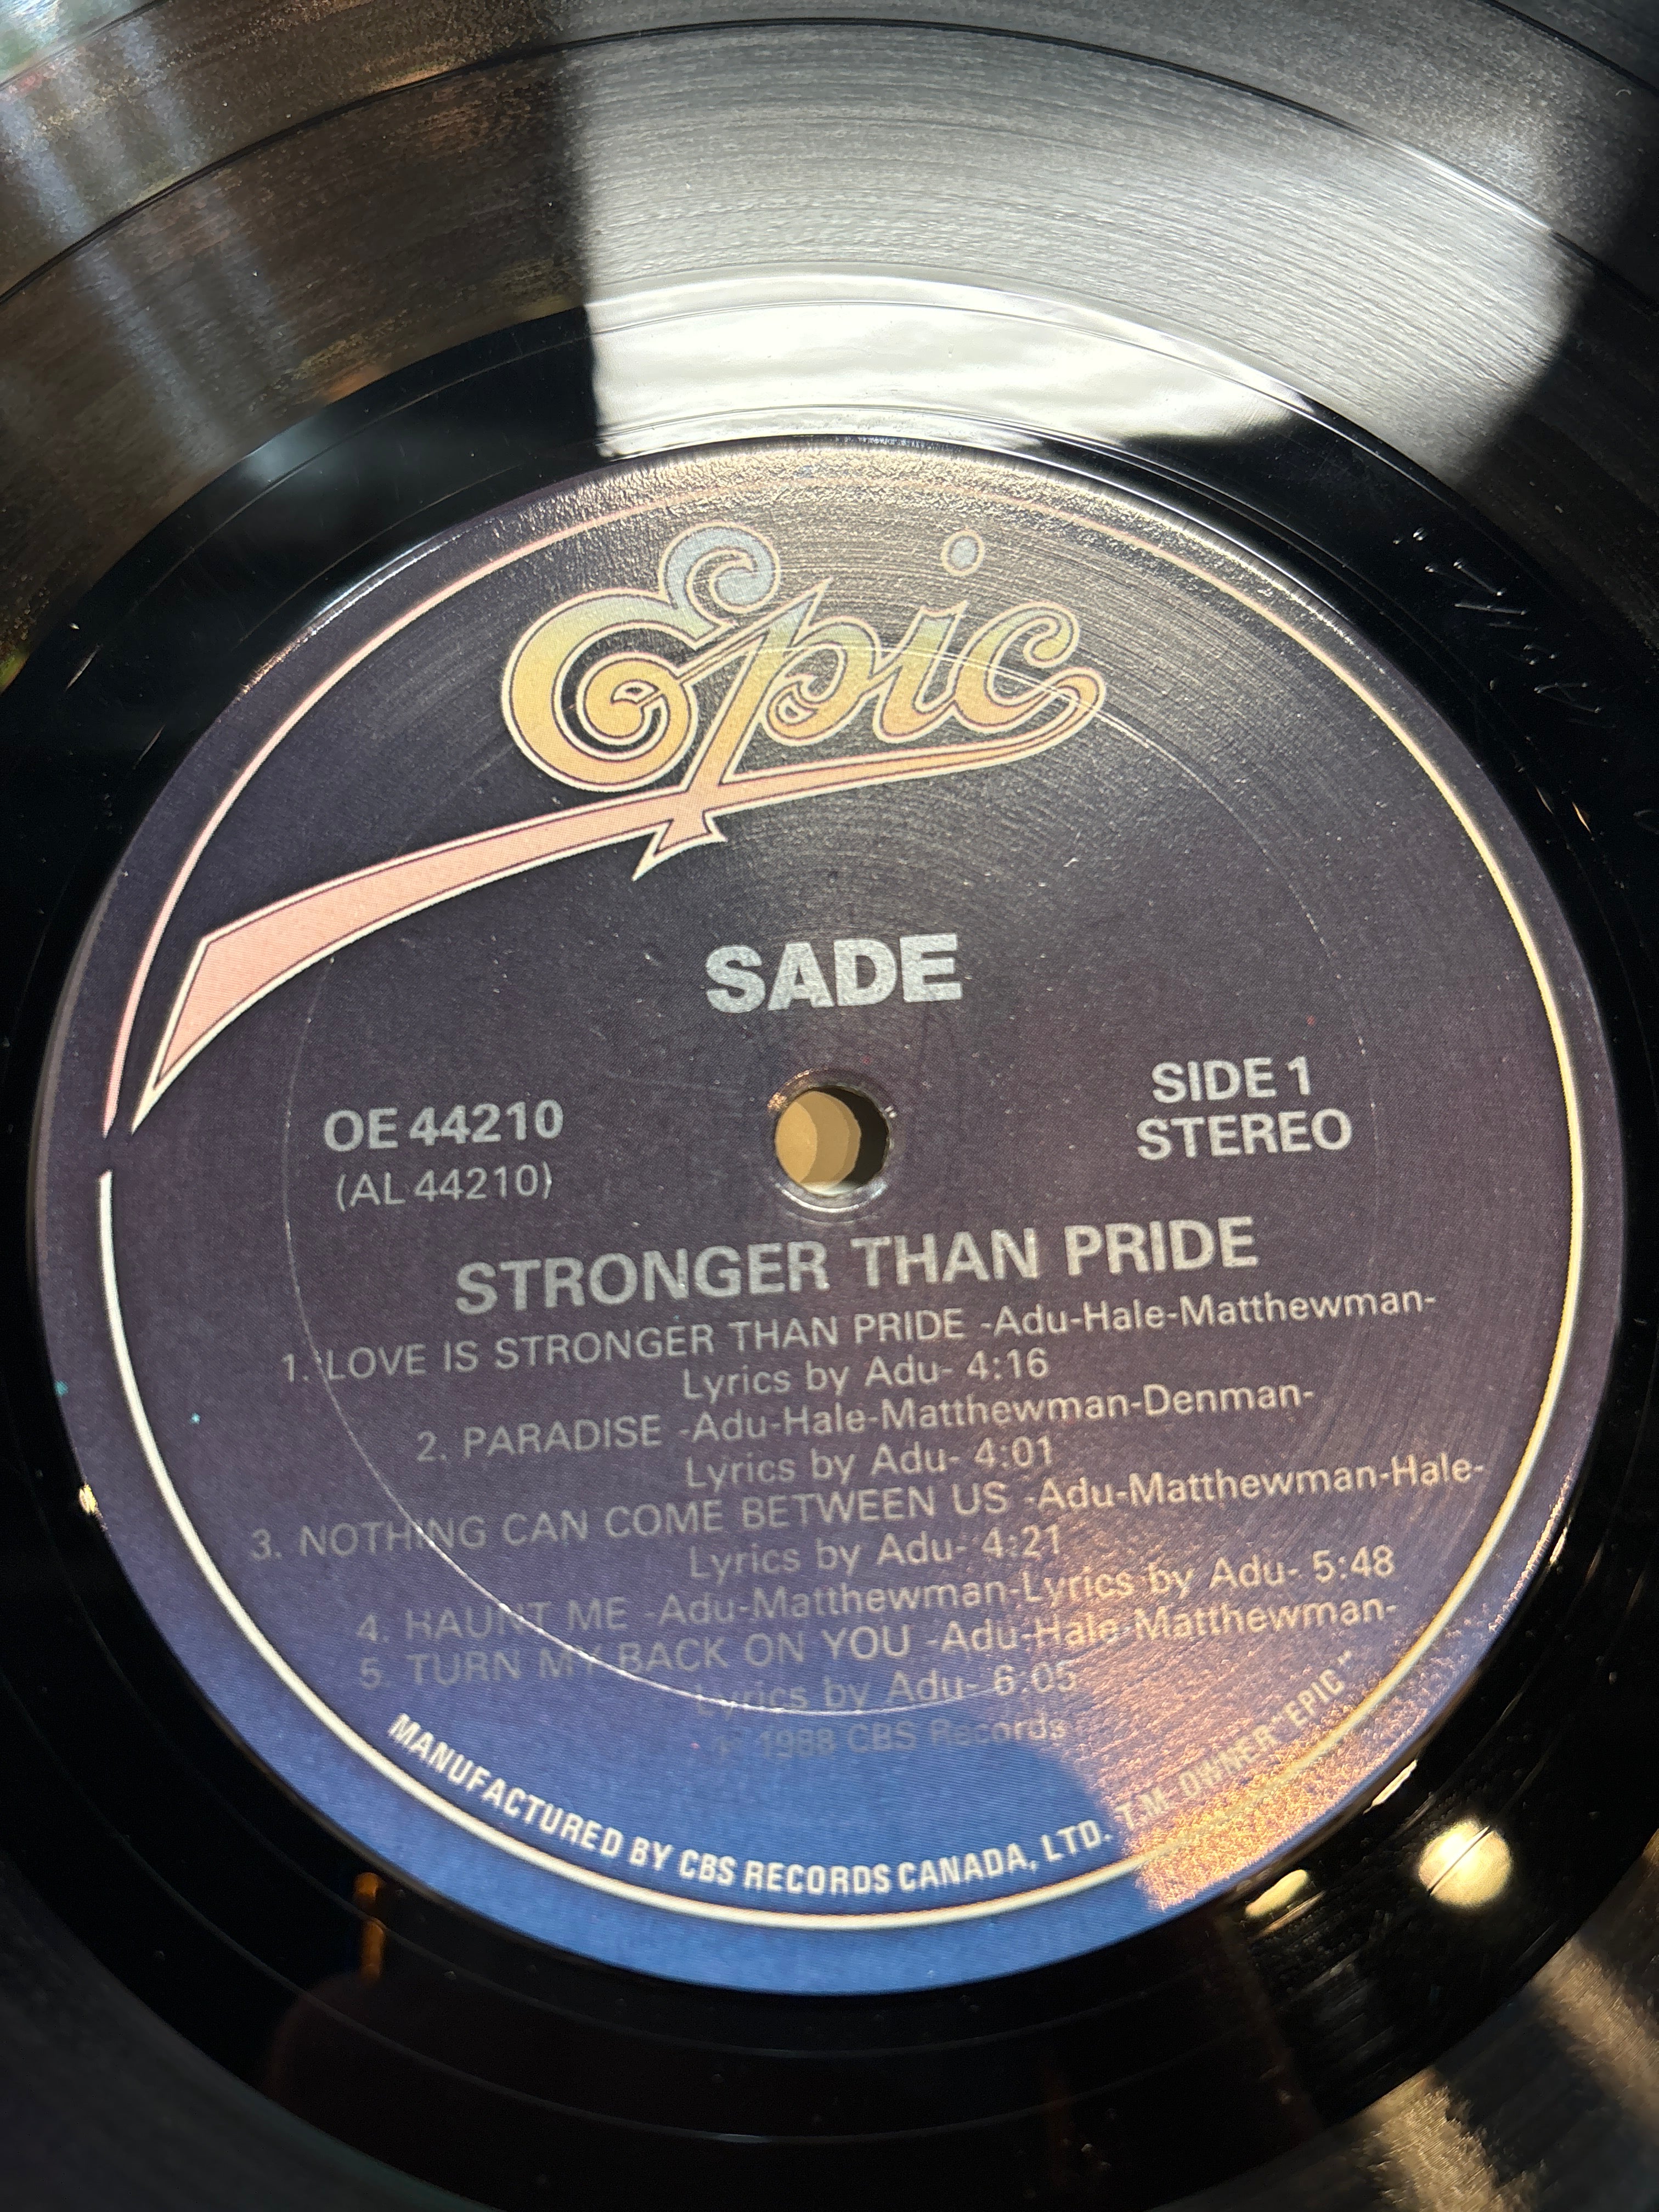 Epic
SADE
OE 44210
(AL 44210)
SIDE 1
STEREO
STRONGER THAN PRIDE
1. LOVE IS STRONGER THAN PRIDE -Adu-Hale-Matthewman-
Lyrics by Adu- 4:16
2. PARADISE -Adu-Hale-Matthewman-Denman-
Lyrics by Adu- 4:01
3. NOTHING CAN COME BETWEEN US -Adu-Matthewman-Hale-
Lyrics by Adu- 4:21
4. HAUNT ME -Adu-Matthewman-Lyrics by Adu- 5:48
5. TURN MY BACK ON YOU -Adu-Hale-Matthewman-
Lyrics by Adu- 6:05
℗ 1988 CBS Records
MANUFACTURED BY CBS RECORDS CANADA, LTD. T.M. OWNER "EPIC"